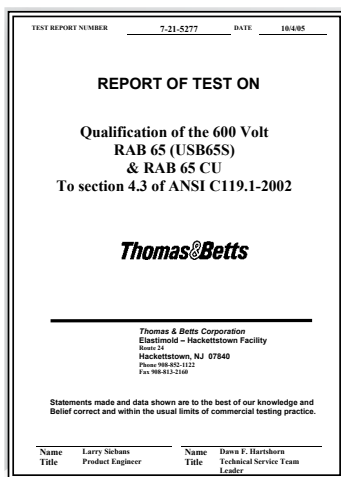 TEST REPORT NUMBER 7-21-5277 DATE 10/4/05
REPORT OF TEST ON
Qualification of the 600 Volt
RAB 65 (USB65S)
& RAB 65 CU
To section 4.3 of ANSI C119.1-2002
Thomas&Betts
Thomas & Betts Corporation
Elastimold – Hackettstown Facility
Route 24
Hackettstown, NJ 07840
Phone 908-852-1122
Fax 908-813-2160
Statements made and data shown are to the best of our knowledge and
Belief correct and within the usual limits of commercial testing practice.
Name Larry Siebans Name Dawn F. Hartshorn
Title Product Engineer Title Technical Service Team
Leader